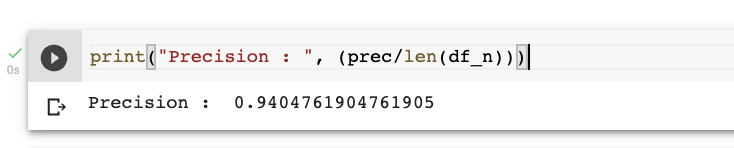 print("Precision : ", (prec/len(df_n)))
0s
Precision :  0.9404761904761905